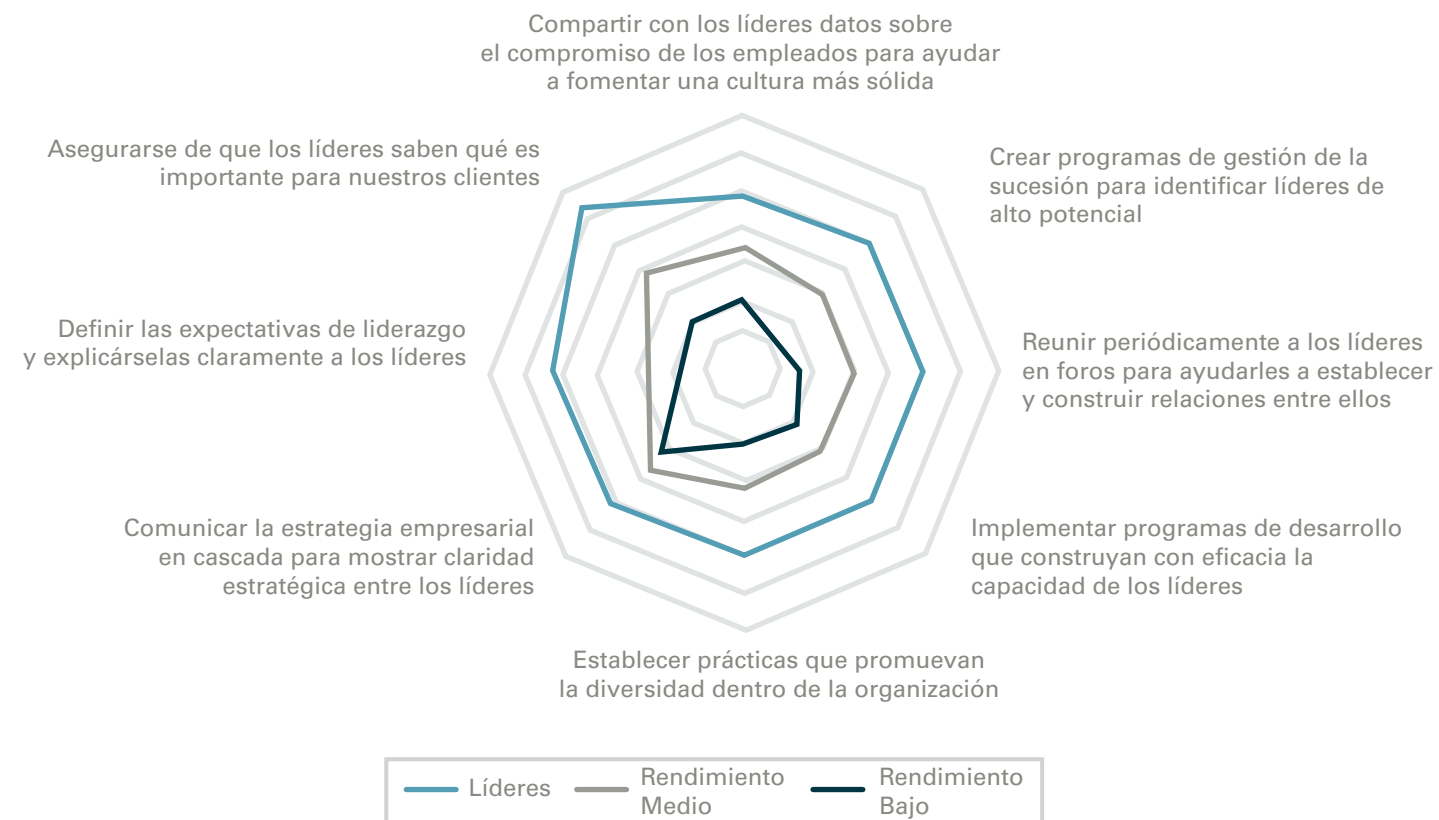 Compartir con los líderes datos sobre
el compromiso de los empleados para ayudar
a fomentar una cultura más sólida
Asegurarse de que los líderes saben qué es
importante para nuestros clientes
Crear programas de gestión de la
sucesión para identificar líderes de
alto potencial
Definir las expectativas de liderazgo
y explicárselas claramente a los líderes
Reunir periódicamente a los líderes
en foros para ayudarles a establecer
y construir relaciones entre ellos
Comunicar la estrategia empresarial
en cascada para mostrar claridad
estratégica entre los líderes
Implementar programas de desarrollo
que construyan con eficacia la
capacidad de los líderes
Establecer prácticas que promuevan
la diversidad dentro de la organización
Líderes
Rendimiento
Medio
Rendimiento
Bajo